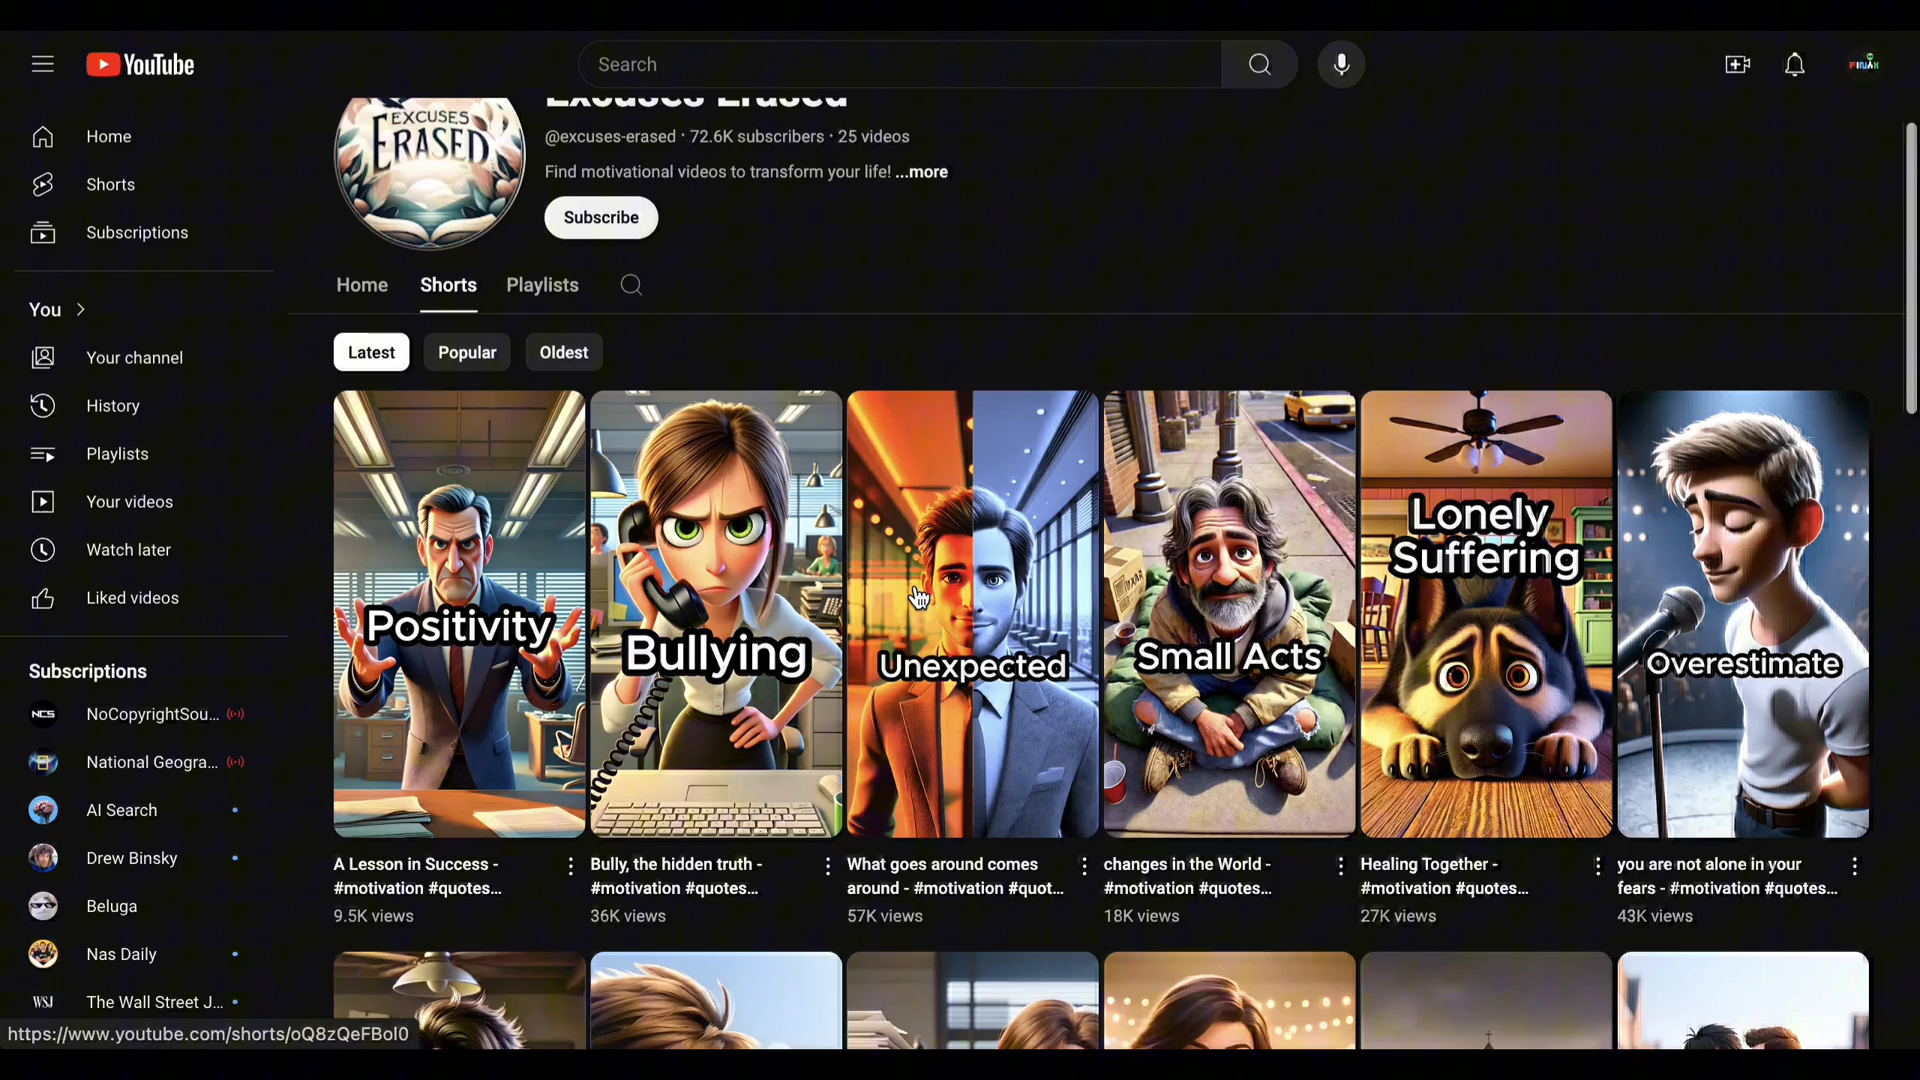 YouTube
Search
FINAX
Home
Shorts
Subscriptions
You
Your channel
History
Playlists
Your videos
Watch later
Liked videos
Subscriptions
NCS
NoCopyrightSou...
National Geogra...
AI Search
Drew Binsky
Beluga
Nas Daily
WSJ
The Wall Street J...
https://www.youtube.com/shorts/oQ8zQeFBol0
EXCUSES
ERASED
Excuses Erased
@excuses-erased · 72.6K subscribers · 25 videos
Find motivational videos to transform your life! ...more
Subscribe
Home
Shorts
Playlists
Latest
Popular
Oldest
Positivity
Bullying
Unexpected
Small Acts
Lonely
Suffering
Overestimate
A Lesson in Success -
#motivation #quotes...
9.5K views
Bully, the hidden truth -
#motivation #quotes...
36K views
What goes around comes
around - #motivation #quot...
57K views
changes in the World -
#motivation #quotes...
18K views
Healing Together -
#motivation #quotes...
27K views
you are not alone in your
fears - #motivation #quotes...
43K views